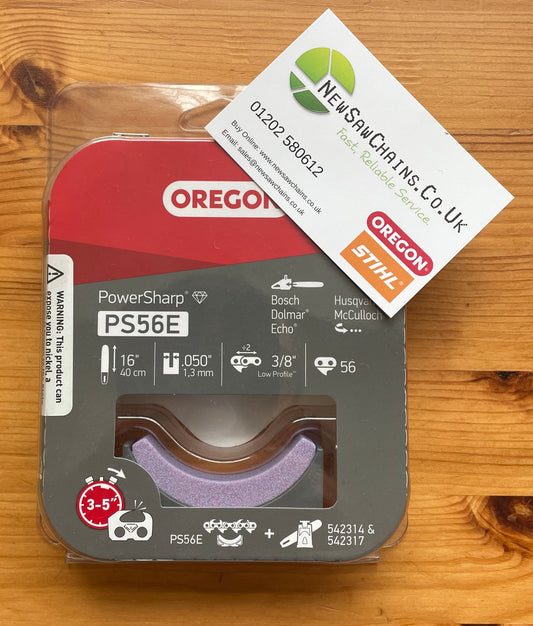 NewSawChains.Co.Uk
Fast, Reliable Service.
01202 580612
Buy Online: www.newsawchains.co.uk
Email: sales@newsawchains.co.uk
OREGON®
STIHL®
OREGON
PowerSharp®
PS56E
Bosch
Dolmar®
Echo®
McCulloch
16"
40 cm
.050"
1,3 mm
÷2
3/8"
Low Profile™
56
WARNING: This product can
expose you to nickel, a
3-5"
PS56E
+
542314 &
542317